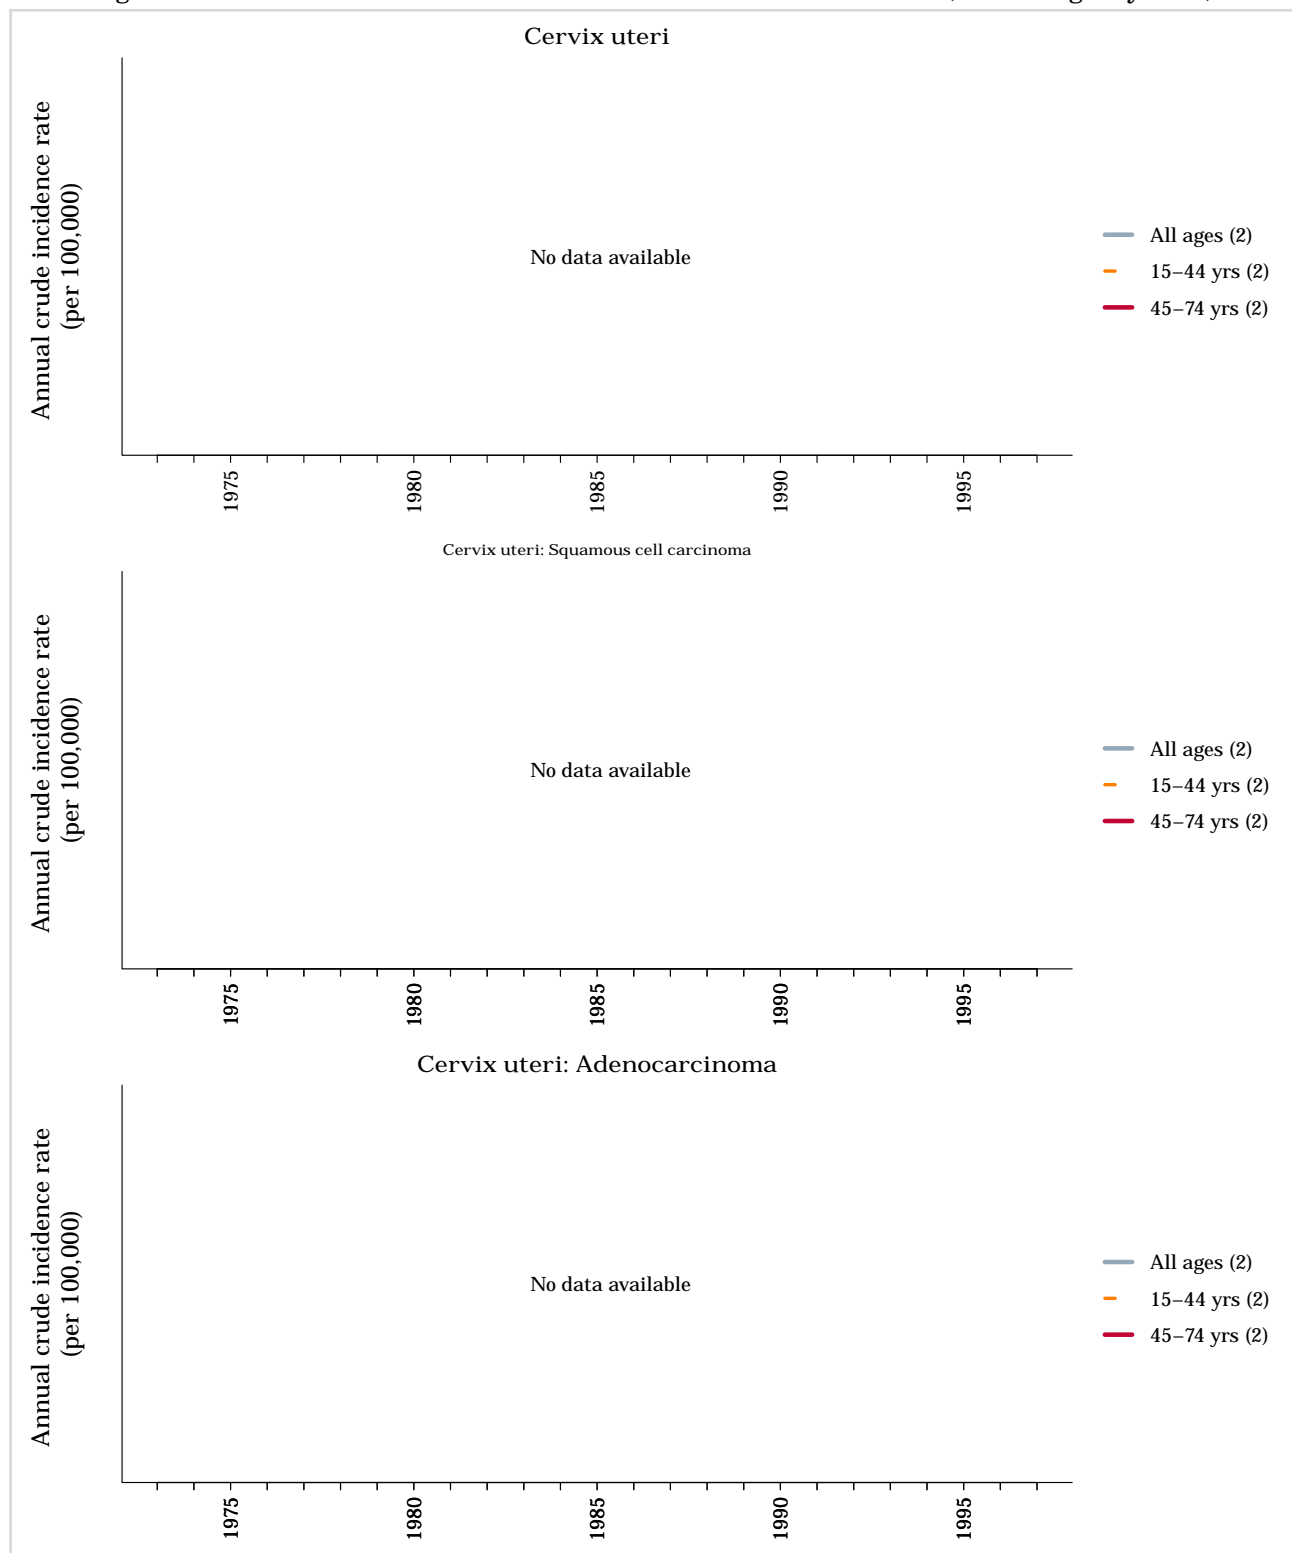 Cervix uteri
Annual crude incidence rate
(per 100,000)
No data available
All ages (2)
15–44 yrs (2)
45–74 yrs (2)
1975
1980
1985
1990
1995
Cervix uteri: Squamous cell carcinoma
Annual crude incidence rate
(per 100,000)
No data available
All ages (2)
15–44 yrs (2)
45–74 yrs (2)
1975
1980
1985
1990
1995
Cervix uteri: Adenocarcinoma
Annual crude incidence rate
(per 100,000)
No data available
All ages (2)
15–44 yrs (2)
45–74 yrs (2)
1975
1980
1985
1990
1995